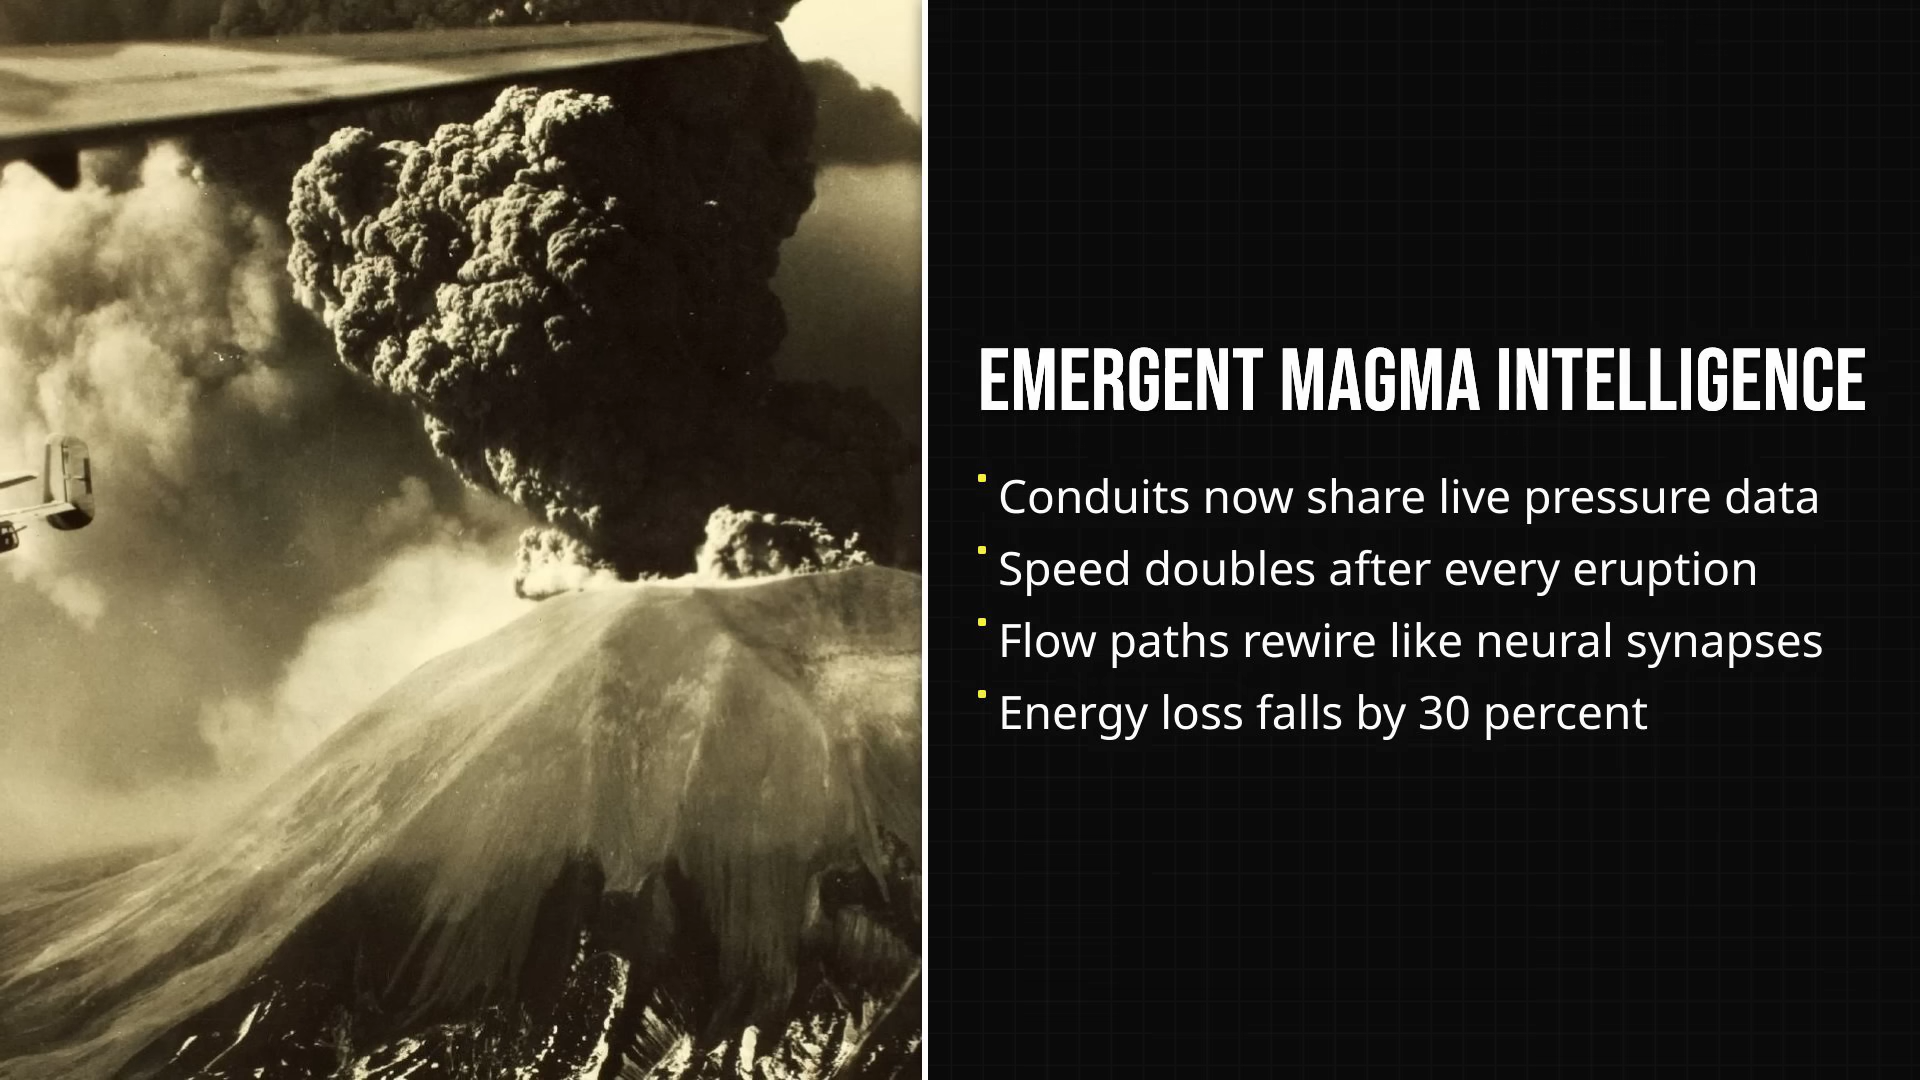 EMERGENT MAGMA INTELLIGENCE
Conduits now share live pressure data
Speed doubles after every eruption
Flow paths rewire like neural synapses
Energy loss falls by 30 percent